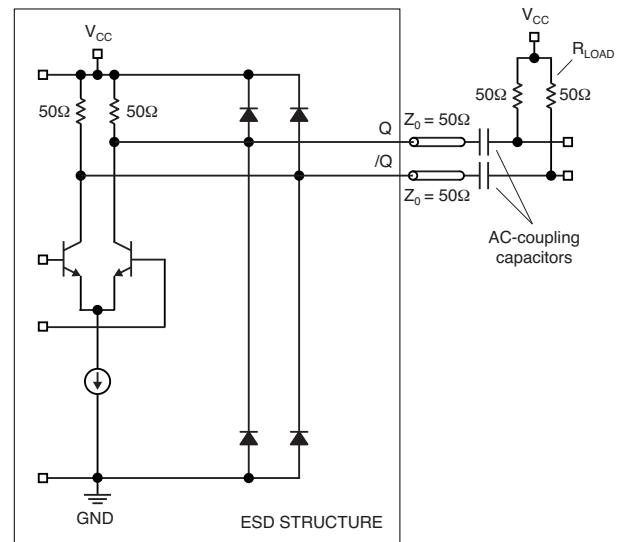 VCC
VCC
RLOAD
50Ω
50Ω
50Ω
50Ω
Q
Z0 = 50Ω
/Q
Z0 = 50Ω
AC-coupling
capacitors
GND
ESD STRUCTURE